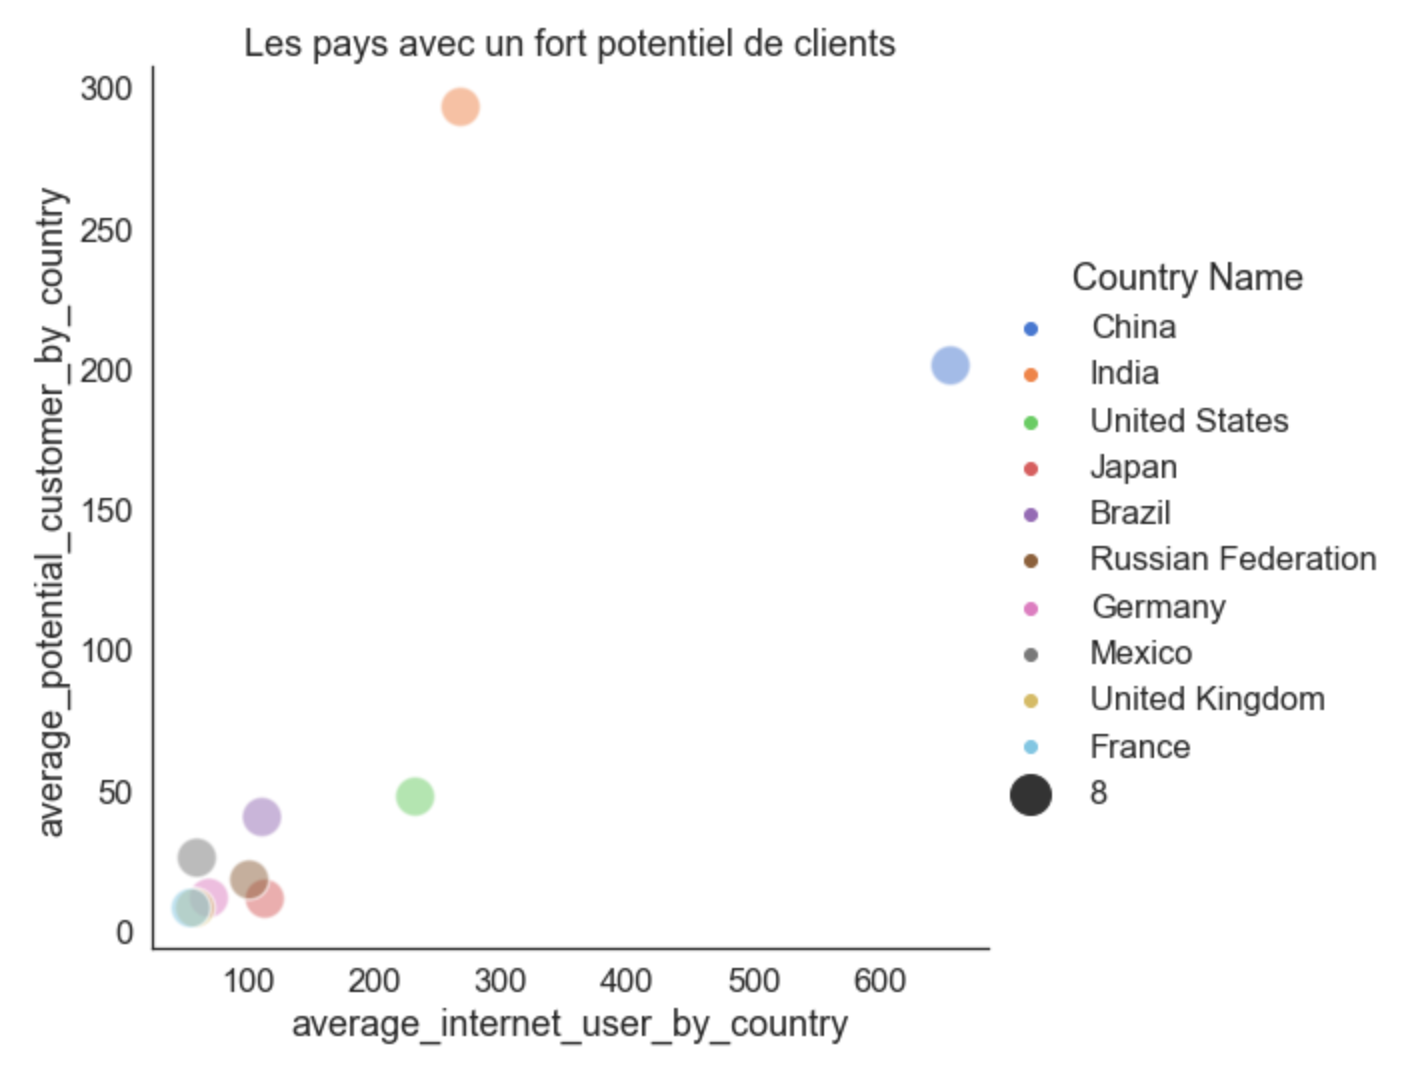 Les pays avec un fort potentiel de clients
300
250
200
150
100
50
0
average_potential_customer_by_country
100 200 300 400 500 600
average_internet_user_by_country
Country Name
China
India
United States
Japan
Brazil
Russian Federation
Germany
Mexico
United Kingdom
France
8